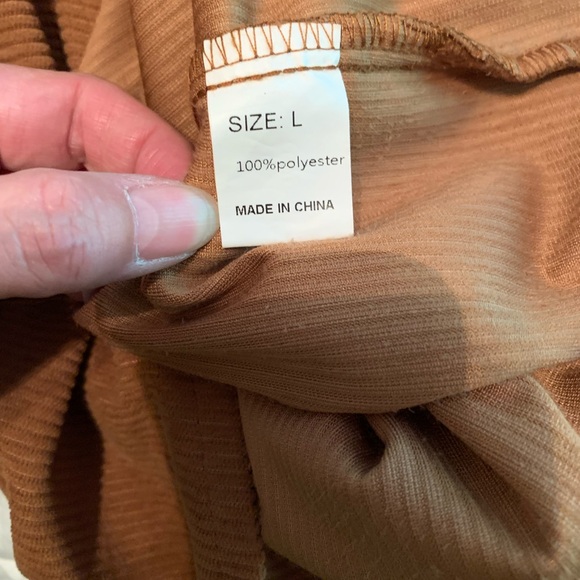 SIZE: L
100%polyester
MADE IN CHINA